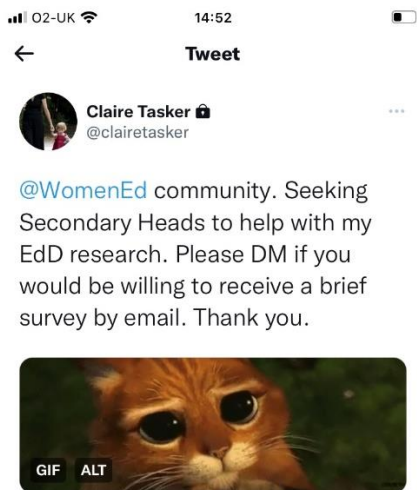 O2-UK
14:52
Tweet
Claire Tasker
@clairetasker
@WomenEd community. Seeking
Secondary Heads to help with my
EdD research. Please DM if you
would be willing to receive a brief
survey by email. Thank you.
GIF ALT